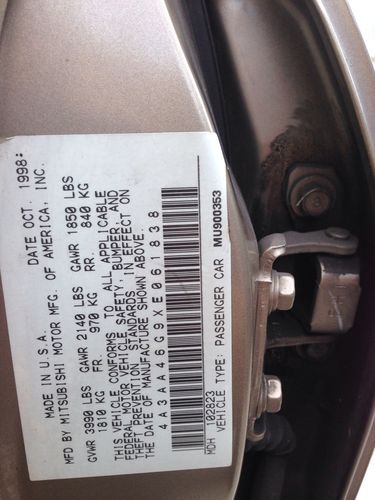 MADE IN U.S.A. DATE OCT. 1998:
MFD BY MITSUBISHI MOTOR MFG. OF AMERICA, INC.
GVWR 3990 LBS GAWR 2140 LBS GAWR 1850 LBS
1810 KG FR. 970 KG RR. 840 KG
THIS VEHICLE CONFORMS TO ALL APPLICABLE
FEDERAL MOTOR VEHICLE SAFETY, BUMPER, AND
THEFT PREVENTION STANDARDS IN EFFECT ON
THE DATE OF MANUFACTURE SHOWN ABOVE.
4A3AA46G9XE061838
MDH 102823 MU900353
VEHICLE TYPE: PASSENGER CAR